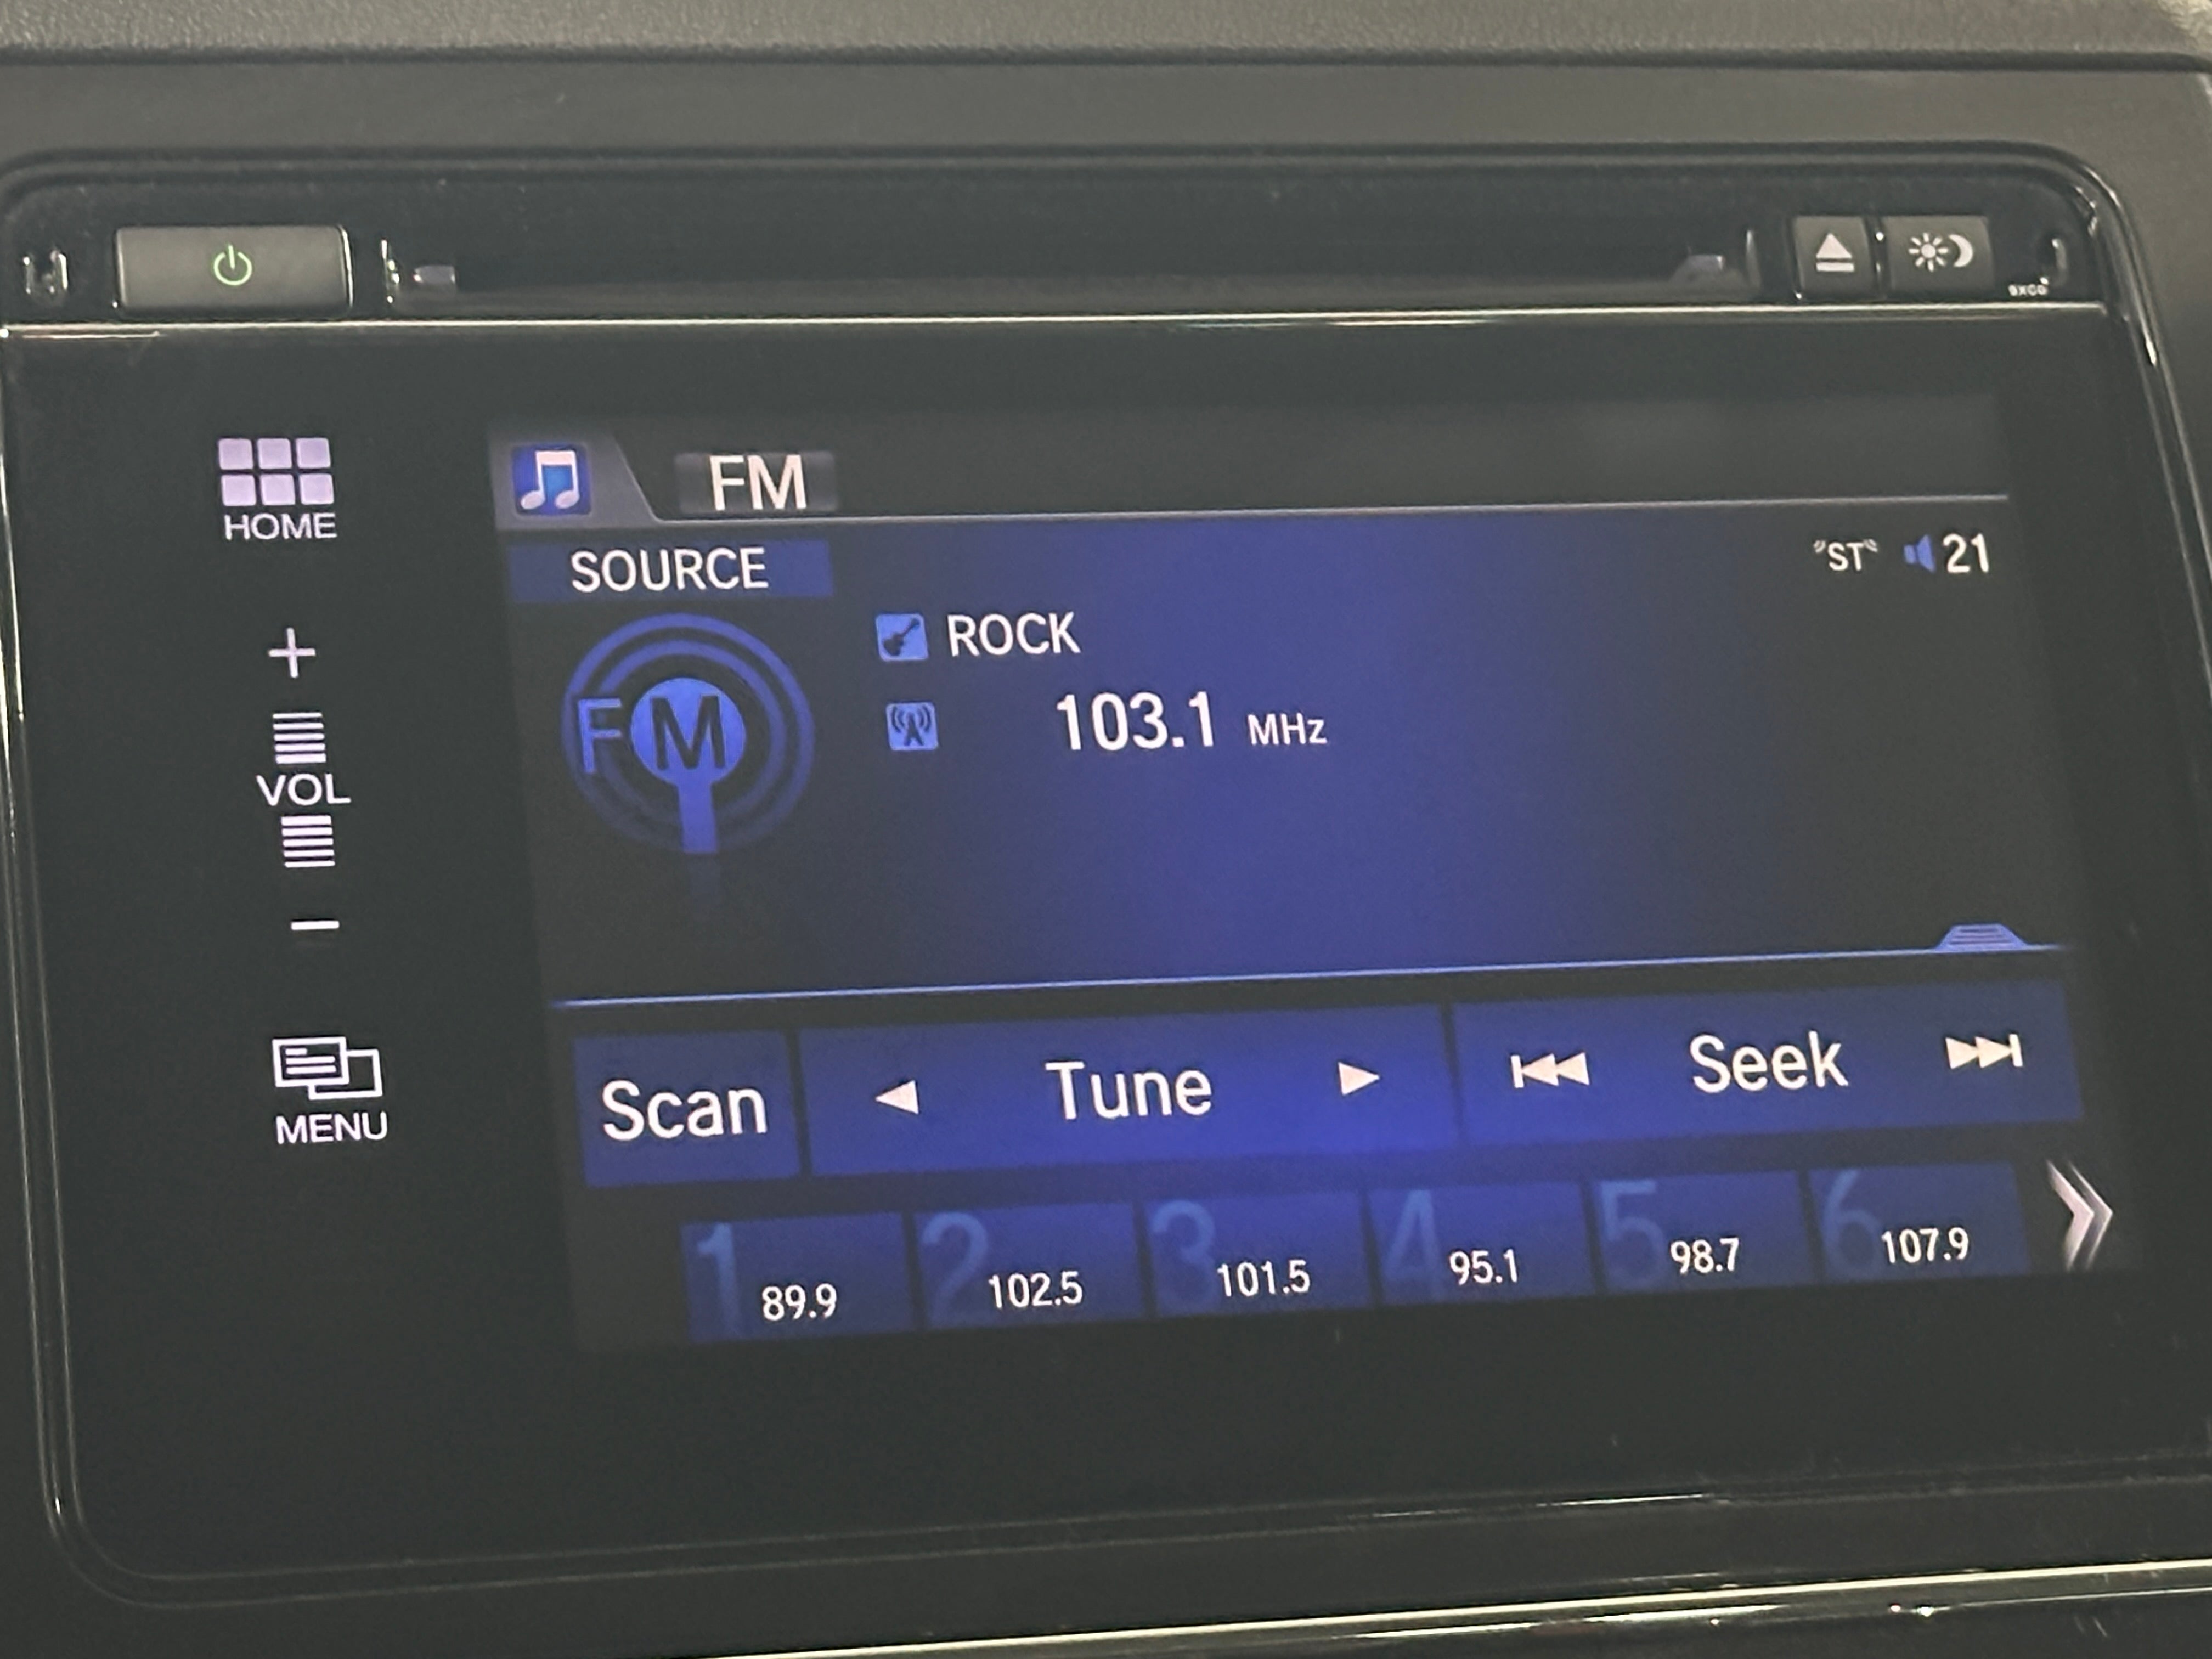 9XC0
HOME
VOL
MENU
FM
SOURCE
"ST" 21
ROCK
FM
103.1 MHz
Scan Tune Seek
1 89.9 2 102.5 3 101.5 4 95.1 5 98.7 6 107.9